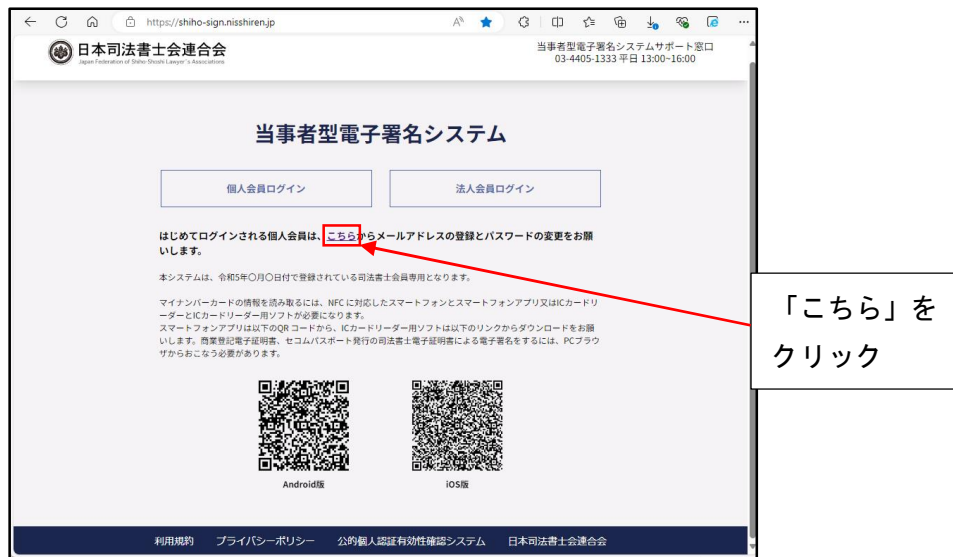 https://shiho-sign.nisshiren.jp
日本司法書士会連合会
Japan Federation of Shiho-Shoshi Lawyer's Associations
当事者型電子署名システムサポート窓口
03-4405-1333 平日 13:00~16:00
当事者型電子署名システム
個人会員ログイン
法人会員ログイン
はじめてログインされる個人会員は、こちらからメールアドレスの登録とパスワードの変更をお願
いします。
本システムは、令和5年〇月〇日付で登録されている司法書士会員専用となります。
マイナンバーカードの情報を読み取るには、NFC に対応したスマートフォンとスマートフォンアプリ又はICカードリ
ーダーとICカードリーダー用ソフトが必要になります。
スマートフォンアプリは以下のQR コードから、ICカードリーダー用ソフトは以下のリンクからダウンロードをお願
いします。商業登記電子証明書、セコムパスポート発行の司法書士電子証明書による電子署名をするには、PCブラウ
ザからおこなう必要があります。
「こちら」を
クリック
Android版
iOS版
利用規約
プライバシーポリシー
公的個人認証有効性確認システム
日本司法書士会連合会